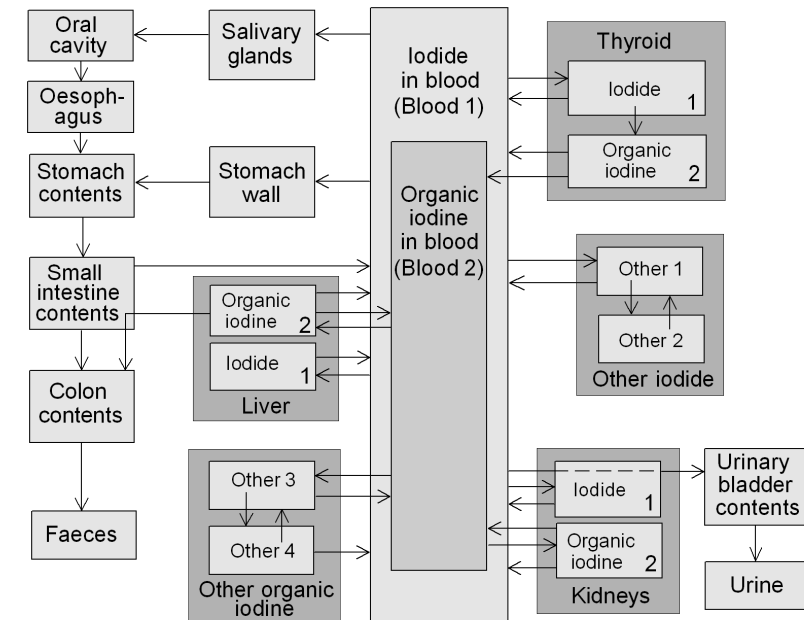 Oral
cavity
Salivary
glands
Oesoph-
agus
Stomach
contents
Stomach
wall
Small
intestine
contents
Colon
contents
Faeces
Organic
iodine
2
Iodide
1
Liver
Other 3
Other 4
Other organic
iodine
Iodide
in blood
(Blood 1)
Organic
iodine
in blood
(Blood 2)
Thyroid
Iodide
1
Organic
iodine
2
Other 1
Other 2
Other iodide
Iodide
1
Organic
iodine
2
Kidneys
Urinary
bladder
contents
Urine